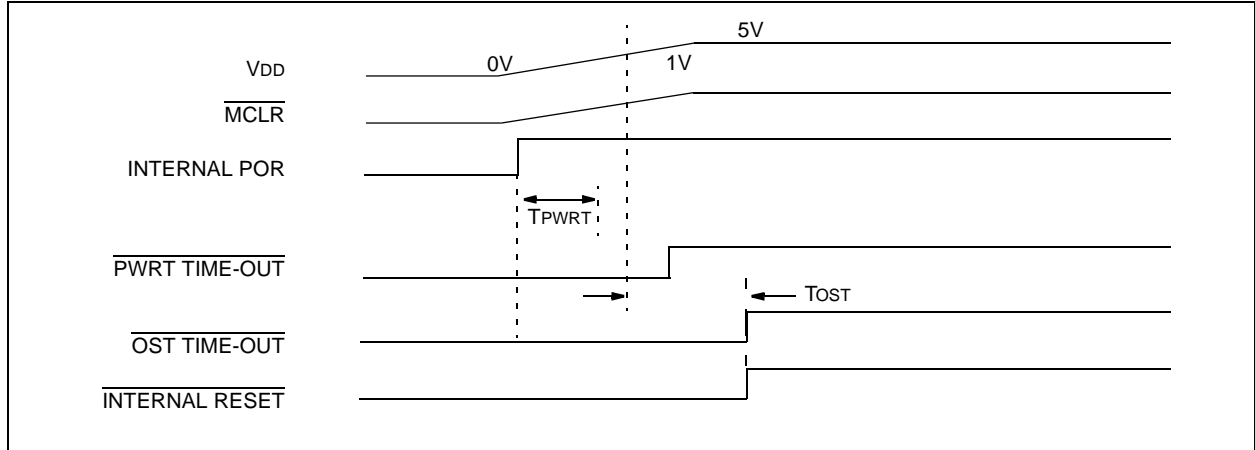 5V
VDD 0V 1V
MCLR
INTERNAL POR
TPWRT
PWRT TIME-OUT
TOST
OST TIME-OUT
INTERNAL RESET